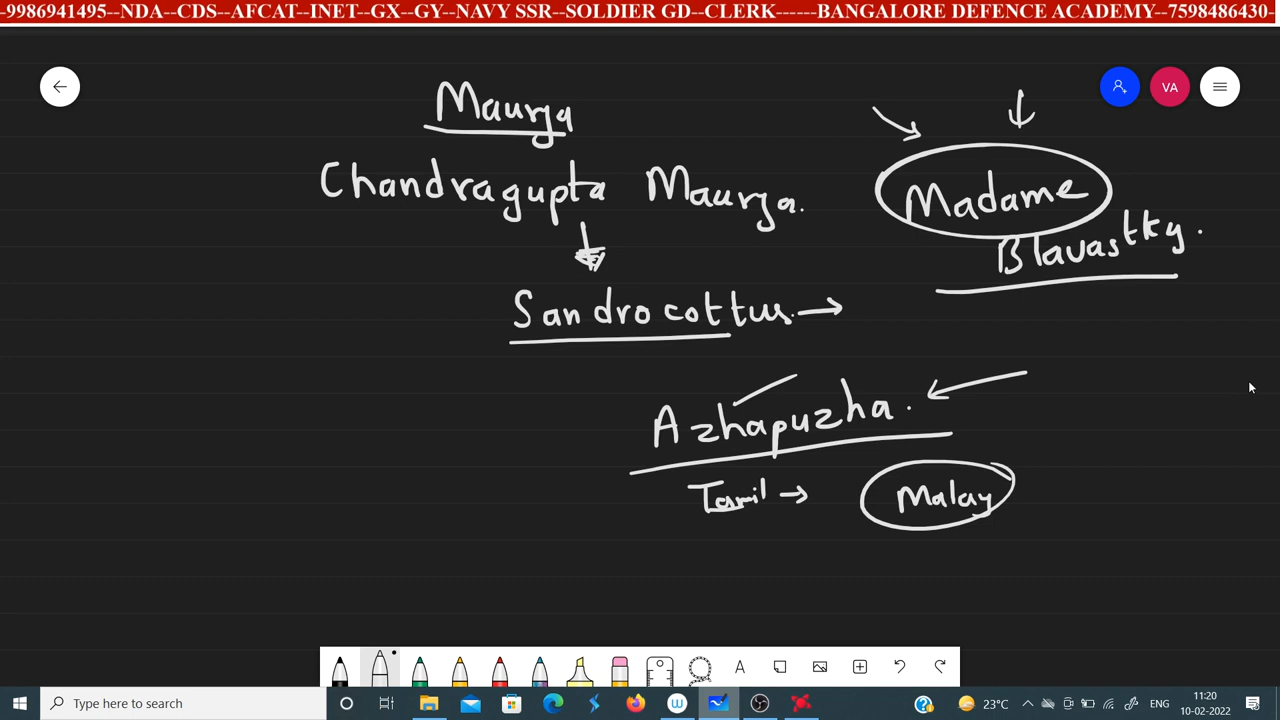 -9986941495--NDA--CDS--AFCAT--INET--GX--GY--NAVY SSR--SOLDIER GD--CLERK------BANGALORE DEFENCE ACADEMY--7598486430-
VA
Maurya
Chandragupta Maurya.
Madame
Blavastky.
Sandrocottus
Azhapuzha.
Tamil → Malay
A
Type here to search
23°C
ENG
11:20
10-02-2022